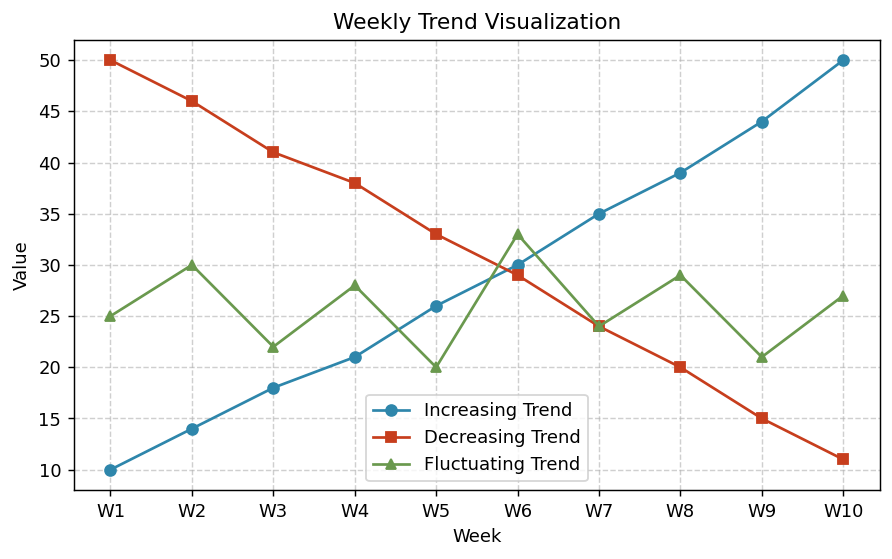 Weekly Trend Visualization
50
45
40
35
30
25
20
15
10
Value
Increasing Trend
Decreasing Trend
Fluctuating Trend
W1 W2 W3 W4 W5 W6 W7 W8 W9 W10
Week